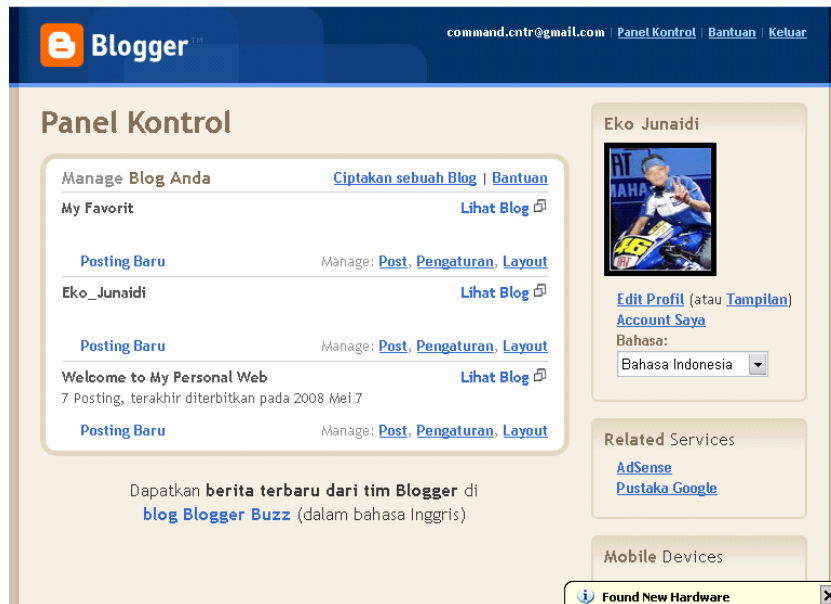 Blogger™
command.cntr@gmail.com | Panel Kontrol | Bantuan | Keluar
Panel Kontrol
Manage Blog Anda
Ciptakan sebuah Blog | Bantuan
My Favorit
Lihat Blog
Posting Baru
Manage: Post, Pengaturan, Layout
Eko_Junaidi
Lihat Blog
Posting Baru
Manage: Post, Pengaturan, Layout
Welcome to My Personal Web
Lihat Blog
7 Posting, terakhir diterbitkan pada 2008 Mei 7
Posting Baru
Manage: Post, Pengaturan, Layout
Dapatkan berita terbaru dari tim Blogger di
blog Blogger Buzz (dalam bahasa Inggris)
Eko Junaidi
46
Edit Profil (atau Tampilan)
Account Saya
Bahasa:
Bahasa Indonesia
Related Services
AdSense
Pustaka Google
Mobile Devices
Found New Hardware